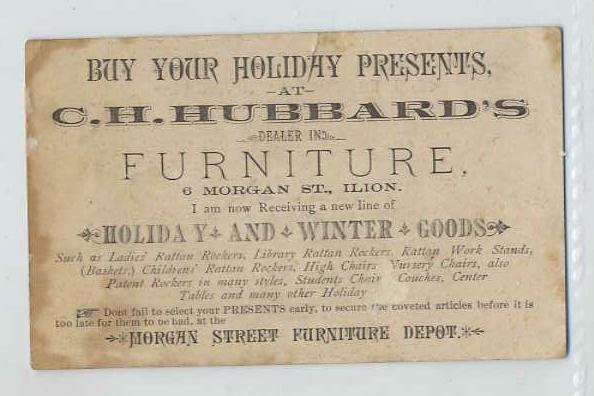 BUY YOUR HOLIDAY PRESENTS,
-AT-
C. H. HUBBARD'S
DEALER IN
FURNITURE,
6 MORGAN ST., ILION.
I am now Receiving a new line of
HOLIDAY AND WINTER GOODS
Such as Ladies' Rattan Rockers, Library Rattan Rockers, Rattan Work Stands,
(Baskets,) Childrens' Rattan Rockers, High Chairs Nursery Chairs, also
Patent Rockers in many styles, Students Chair Couches, Center
Tables and many other Holiday
Dont fail to select your PRESENTS early, to secure the coveted articles before it is
too late for them to be had, at the
MORGAN STREET FURNITURE DEPOT.